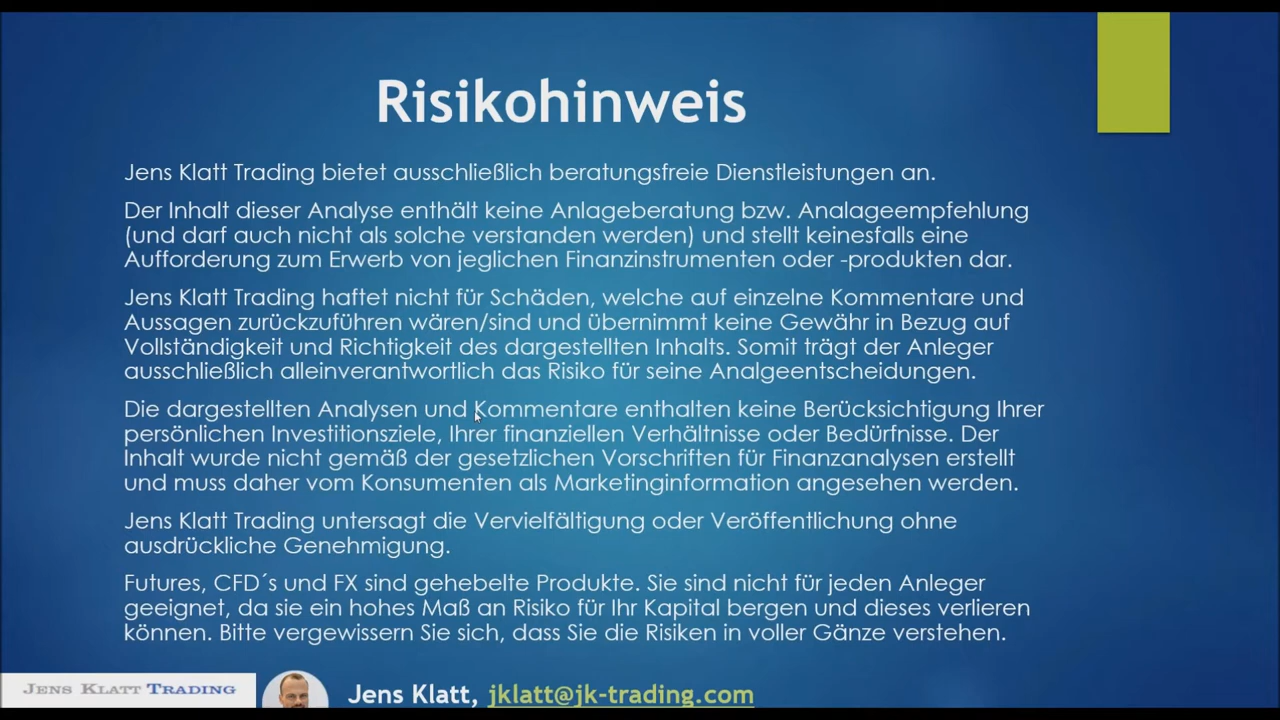 Risikohinweis
Jens Klatt Trading bietet ausschließlich beratungsfreie Dienstleistungen an.
Der Inhalt dieser Analyse enthält keine Anlageberatung bzw. Analageempfehlung
(und darf auch nicht als solche verstanden werden) und stellt keinesfalls eine
Aufforderung zum Erwerb von jeglichen Finanzinstrumenten oder -produkten dar.
Jens Klatt Trading haftet nicht für Schäden, welche auf einzelne Kommentare und
Aussagen zurückzuführen wären/sind und übernimmt keine Gewähr in Bezug auf
Vollständigkeit und Richtigkeit des dargestellten Inhalts. Somit trägt der Anleger
ausschließlich alleinverantwortlich das Risiko für seine Analgeentscheidungen.
Die dargestellten Analysen und Kommentare enthalten keine Berücksichtigung Ihrer
persönlichen Investitionsziele, Ihrer finanziellen Verhältnisse oder Bedürfnisse. Der
Inhalt wurde nicht gemäß der gesetzlichen Vorschriften für Finanzanalysen erstellt
und muss daher vom Konsumenten als Marketinginformation angesehen werden.
Jens Klatt Trading untersagt die Vervielfältigung oder Veröffentlichung ohne
ausdrückliche Genehmigung.
Futures, CFD´s und FX sind gehebelte Produkte. Sie sind nicht für jeden Anleger
geeignet, da sie ein hohes Maß an Risiko für Ihr Kapital bergen und dieses verlieren
können. Bitte vergewissern Sie sich, dass Sie die Risiken in voller Gänze verstehen.
JENS KLATT TRADING
Jens Klatt, jklatt@jk-trading.com